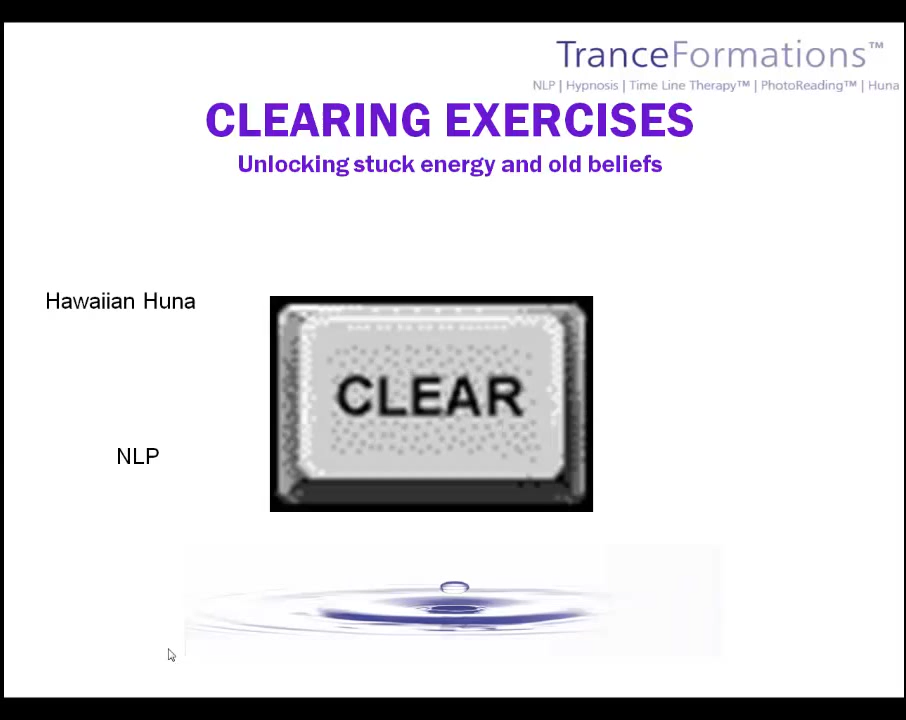 TranceFormations™
NLP | Hypnosis | Time Line Therapy™ | PhotoReading™ | Huna
CLEARING EXERCISES
Unlocking stuck energy and old beliefs
Hawaiian Huna
CLEAR
NLP